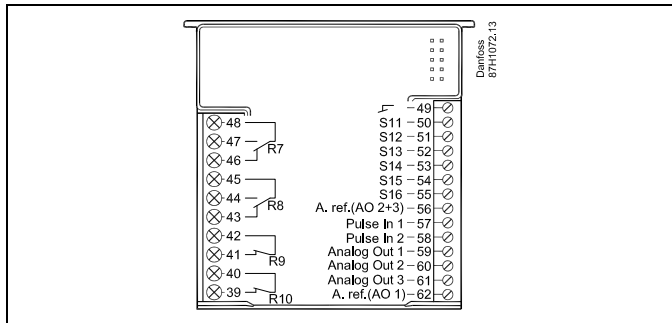 Danfoss
87H1072.13
48
47
46
R7
45
44
43
R8
42
41
R9
40
39
R10
49
S11 50
S12 51
S13 52
S14 53
S15 54
S16 55
A. ref.(AO 2+3) 56
Pulse In 1 57
Pulse In 2 58
Analog Out 1 59
Analog Out 2 60
Analog Out 3 61
A. ref.(AO 1) 62